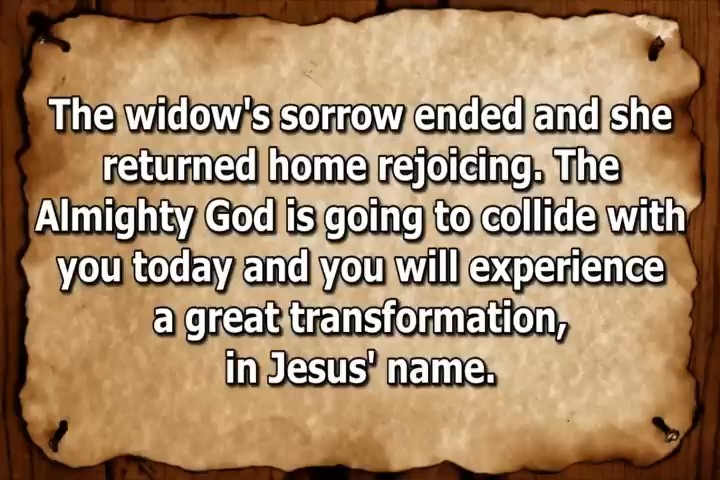 The widow's sorrow ended and she
returned home rejoicing. The
Almighty God is going to collide with
you today and you will experience
a great transformation,
in Jesus' name.